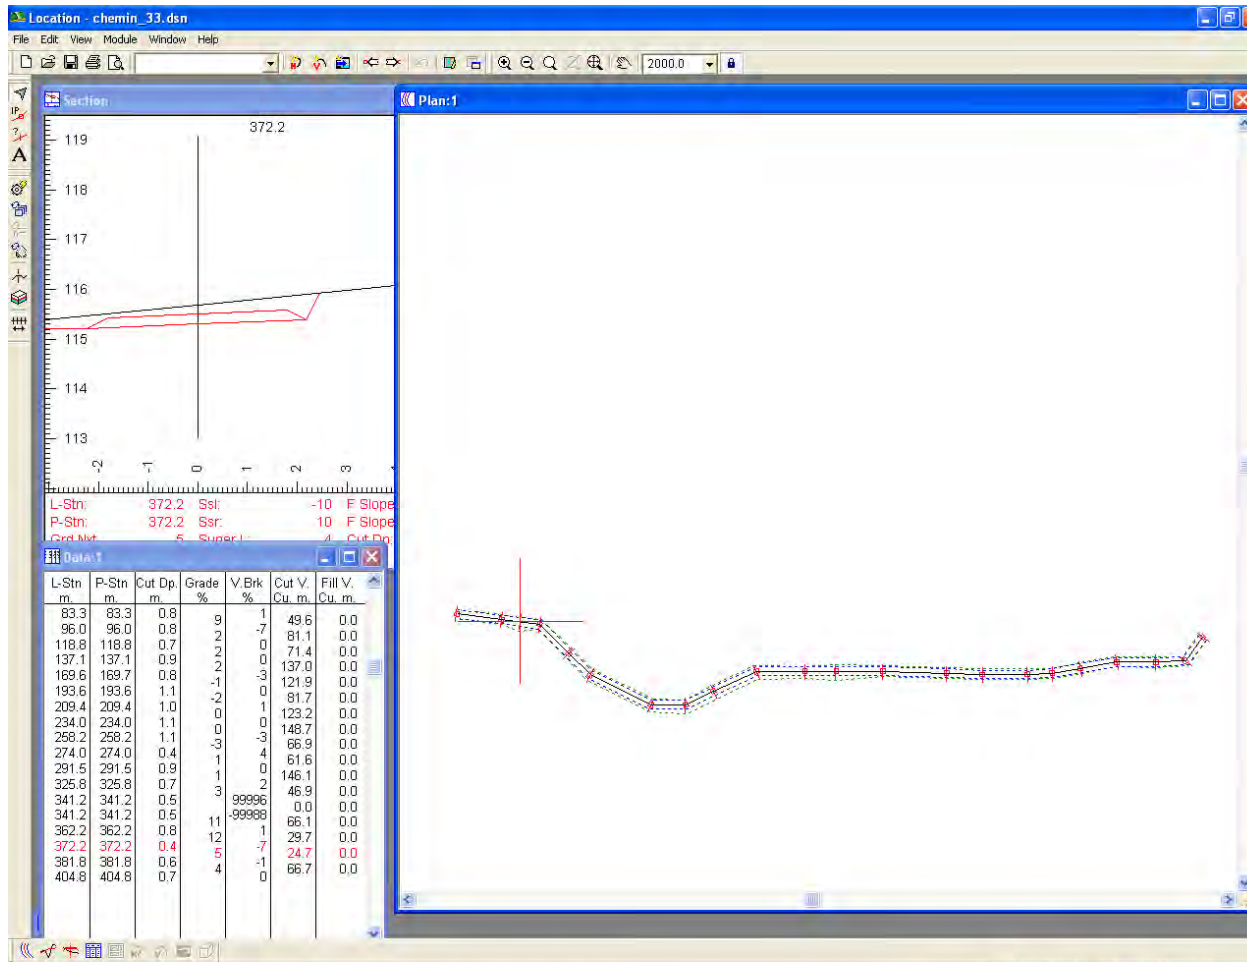 Location - chemin_33.dsn
File Edit View Module Window Help
2000.0
Section
Plan:1
372.2
119
118
117
116
115
114
113
-2 -1 0 1 2 3
L-Stn: 372.2 Ssl: -10 F Slope
P-Stn: 372.2 Ssr: 10 F Slope
Grd Nxt 5 Super L: 4 Cut Dp:
Data:1
L-Stn P-Stn Cut Dp. Grade V.Brk Cut V. Fill V.
m. m. m. % % Cu. m. Cu. m.
83.3 83.3 0.8 1
9 49.6 0.0
96.0 96.0 0.8 -7
2 81.1 0.0
118.8 118.8 0.7 0
2 71.4 0.0
137.1 137.1 0.9 0
2 137.0 0.0
169.6 169.7 0.8 -3
-1 121.9 0.0
193.6 193.6 1.1 0
-2 81.7 0.0
209.4 209.4 1.0 1
0 123.2 0.0
234.0 234.0 1.1 0
0 148.7 0.0
258.2 258.2 1.1 -3
-3 66.9 0.0
274.0 274.0 0.4 4
1 61.6 0.0
291.5 291.5 0.9 0
1 146.1 0.0
325.8 325.8 0.7 2
3 46.9 0.0
341.2 341.2 0.5 99996
0.0 0.0
341.2 341.2 0.5 -99988
11 66.1 0.0
362.2 362.2 0.8 1
12 29.7 0.0
372.2 372.2 0.4 -7
5 24.7 0.0
381.8 381.8 0.6 -1
4 66.7 0.0
404.8 404.8 0.7 0